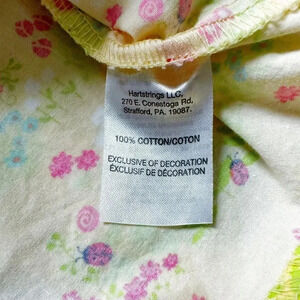 Hartstrings LLC.
270 E. Conestoga Rd.
Strafford, PA. 19087.
100% COTTON/COTON
EXCLUSIVE OF DECORATION
EXCLUSIF DE DÉCORATION